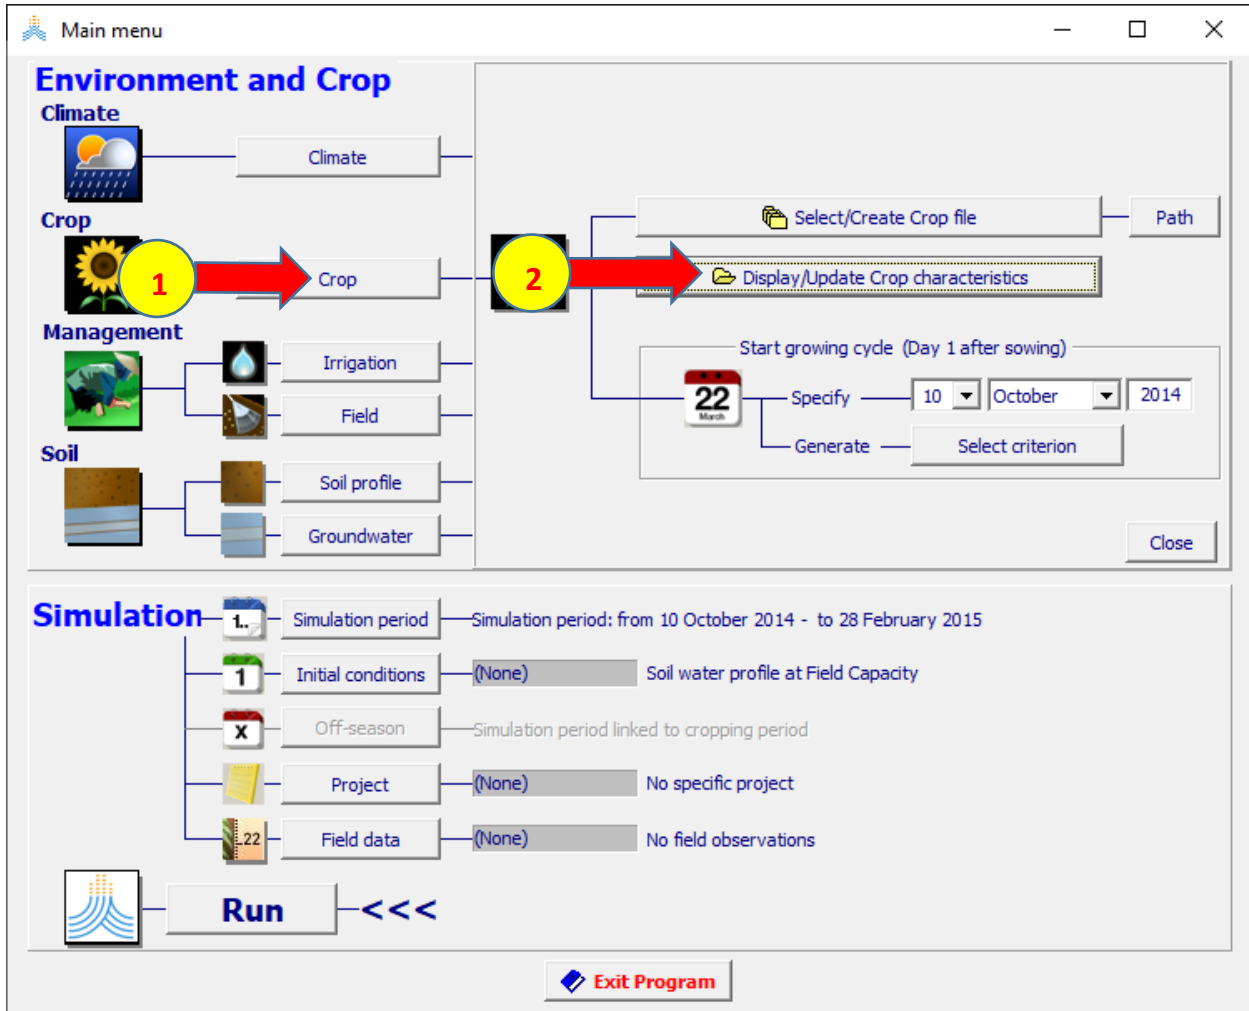 Main menu
Environment and Crop
Climate
Climate
Crop
1
Crop
2
Select/Create Crop file
Path
Display/Update Crop characteristics
Management
Irrigation
Field
Start growing cycle (Day 1 after sowing)
22
March
Specify
10
October
2014
Generate
Select criterion
Soil
Soil profile
Groundwater
Close
Simulation
1..
Simulation period
Simulation period: from 10 October 2014 - to 28 February 2015
1
Initial conditions
(None)
Soil water profile at Field Capacity
X
Off-season
Simulation period linked to cropping period
Project
(None)
No specific project
..22
Field data
(None)
No field observations
Run
<<<
Exit Program